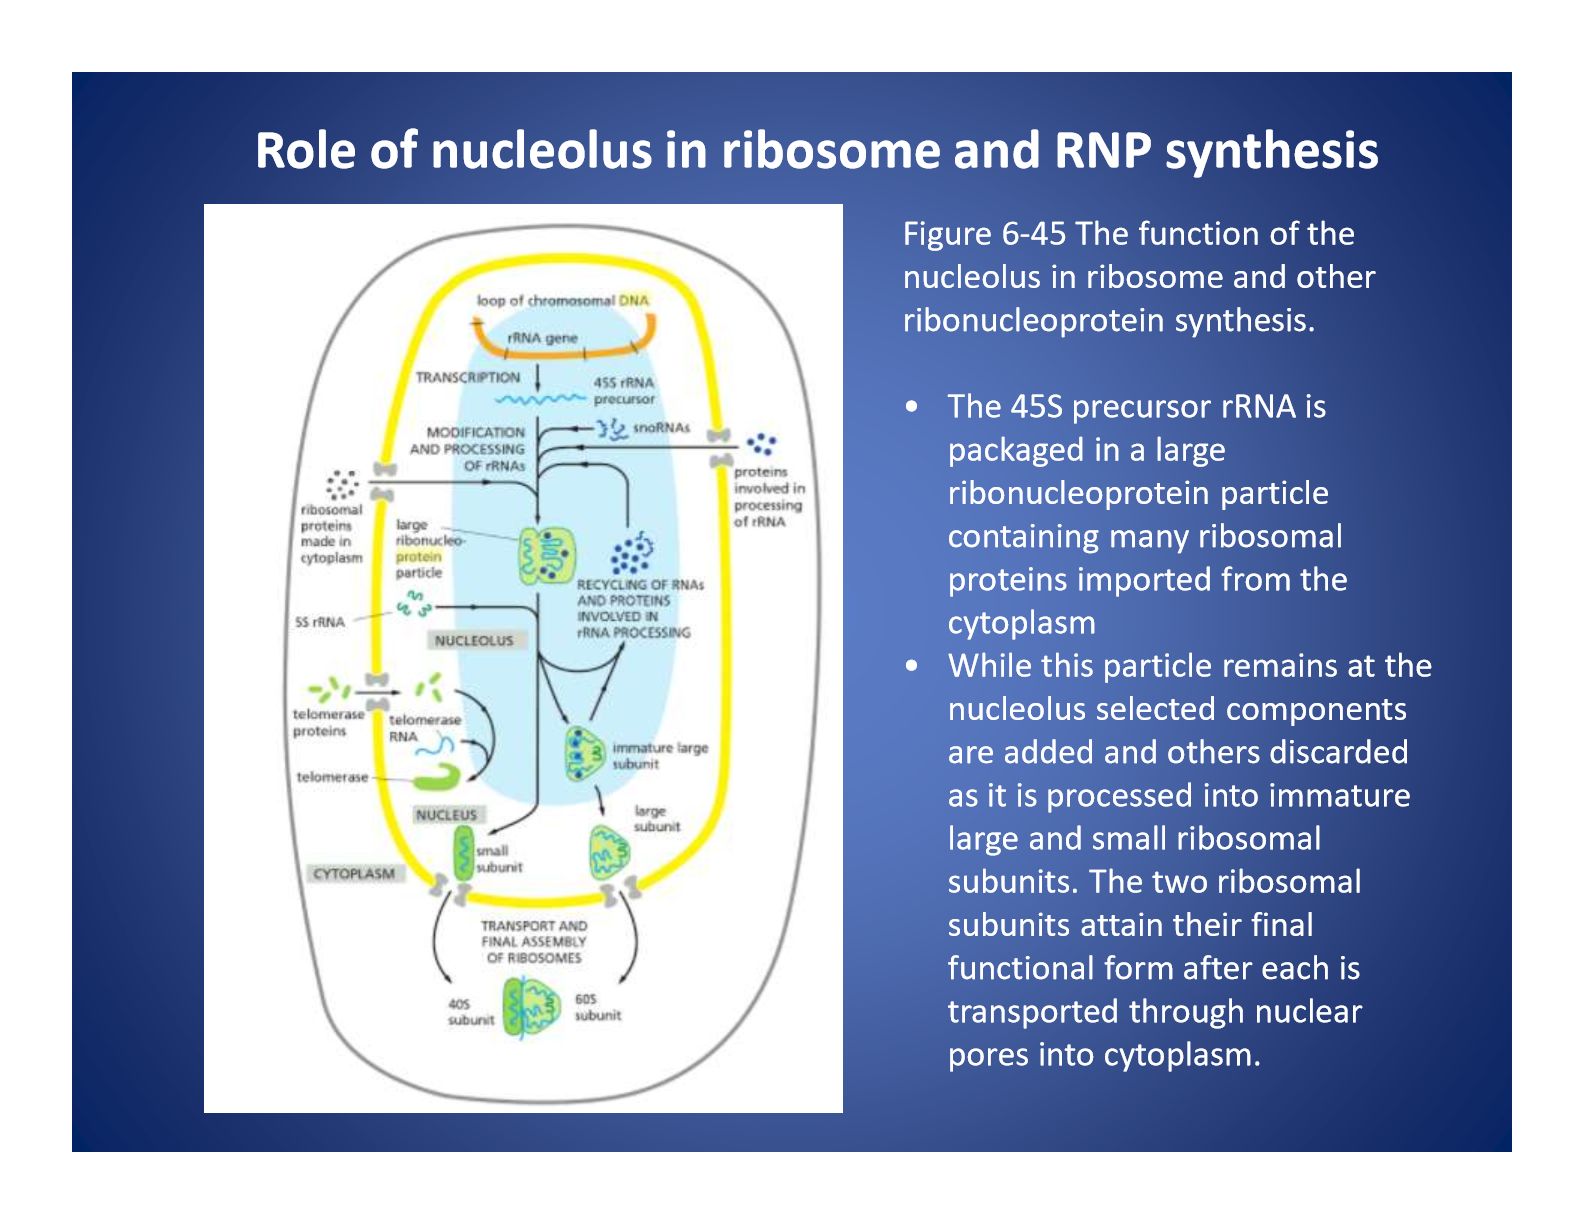 Role of nucleolus in ribosome and RNP synthesis
loop of chromosomal DNA
rRNA gene
TRANSCRIPTION
45S rRNA
precursor
MODIFICATION
AND PROCESSING
OF rRNAs
snoRNAs
proteins
involved in
processing
of rRNA
ribosomal
proteins
made in
cytoplasm
large
ribonucleo-
protein
particle
RECYCLING OF RNAs
AND PROTEINS
INVOLVED IN
rRNA PROCESSING
5S rRNA
NUCLEOLUS
telomerase
proteins
telomerase
RNA
telomerase
immature large
subunit
NUCLEUS
large
subunit
small
subunit
CYTOPLASM
TRANSPORT AND
FINAL ASSEMBLY
OF RIBOSOMES
40S
subunit
60S
subunit
Figure 6-45 The function of the
nucleolus in ribosome and other
ribonucleoprotein synthesis.
• The 45S precursor rRNA is
packaged in a large
ribonucleoprotein particle
containing many ribosomal
proteins imported from the
cytoplasm
• While this particle remains at the
nucleolus selected components
are added and others discarded
as it is processed into immature
large and small ribosomal
subunits. The two ribosomal
subunits attain their final
functional form after each is
transported through nuclear
pores into cytoplasm.